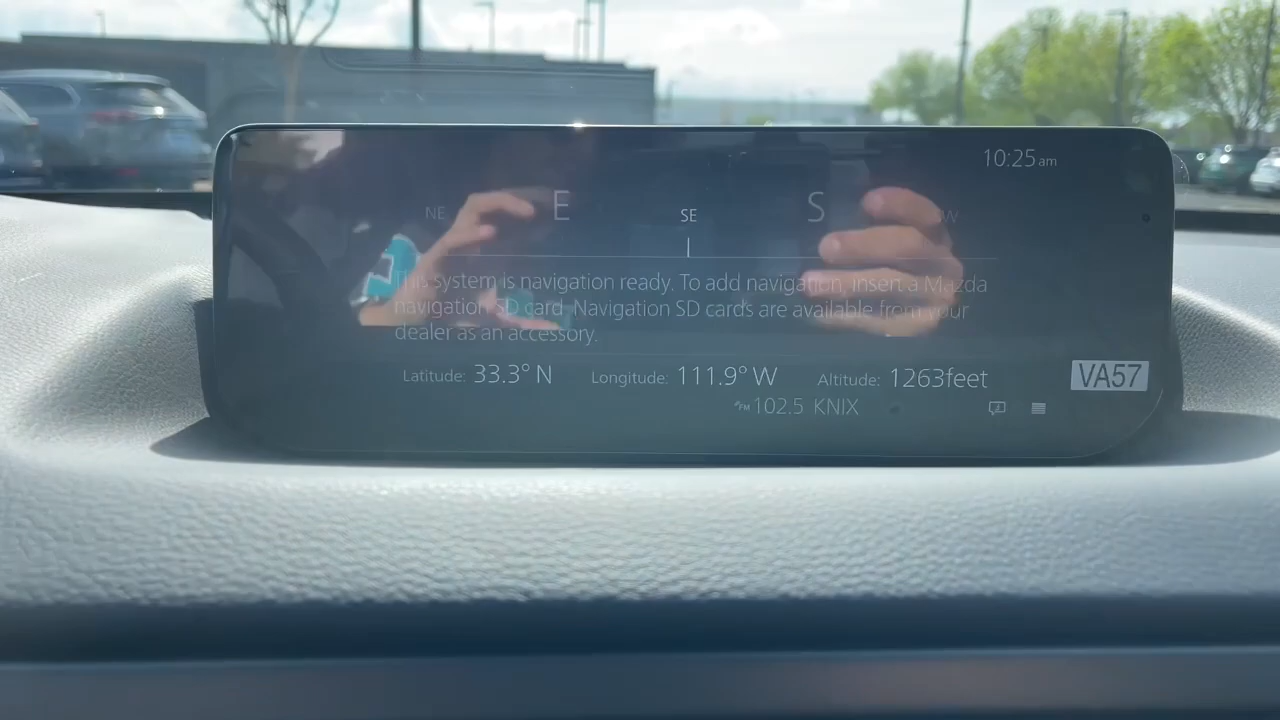 10:25am
NE E SE S W
This system is navigation ready. To add navigation, insert a Mazda
navigation SD card. Navigation SD cards are available from your
dealer as an accessory.
Latitude: 33.3° N Longitude: 111.9° W Altitude: 1263feet
VA57
FM 102.5 KNIX